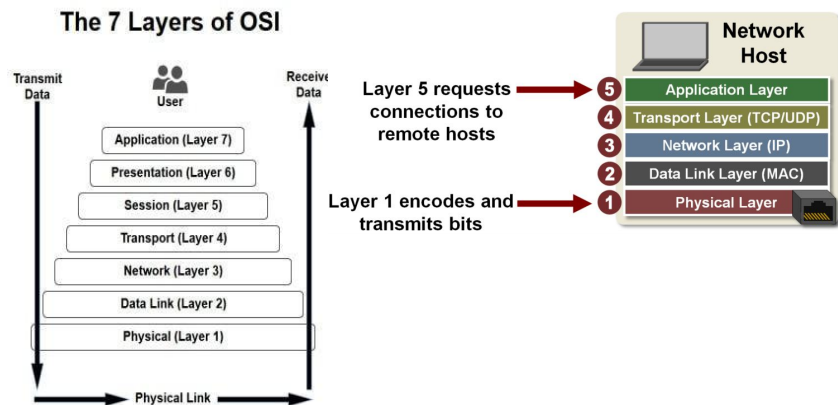 The 7 Layers of OSI
Transmit
Data
User
Receive
Data
Application (Layer 7)
Presentation (Layer 6)
Session (Layer 5)
Transport (Layer 4)
Network (Layer 3)
Data Link (Layer 2)
Physical (Layer 1)
Physical Link
Layer 5 requests
connections to
remote hosts
Layer 1 encodes and
transmits bits
Network
Host
5 Application Layer
4 Transport Layer (TCP/UDP)
3 Network Layer (IP)
2 Data Link Layer (MAC)
1 Physical Layer